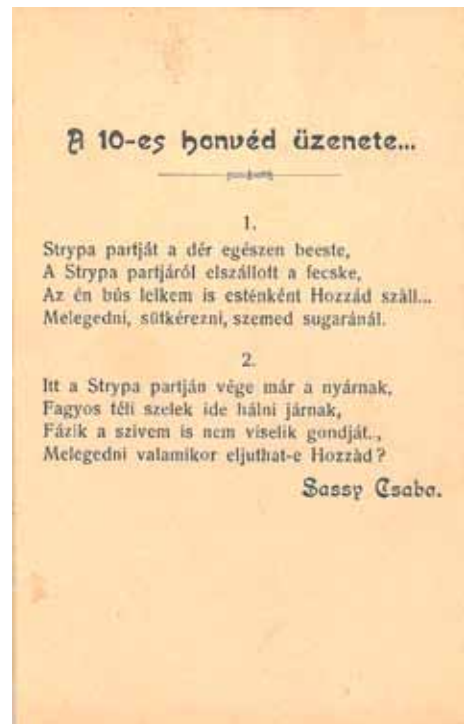 A 10-es honvéd üzenete...
1.
Strypa partját a dér egészen beeste,
A Strypa partjáról elszállott a fecske,
Az én bús lelkem is esténként Hozzád száll...
Melegedni, sütkérezni, szemed sugaránál.
2.
Itt a Strypa partján vége már a nyárnak,
Fagyos téli szelek ide hálni járnak,
Fázik a szivem is nem viselik gondját..,
Melegedni valamikor eljuthat-e Hozzàd?
Sassy Csaba.